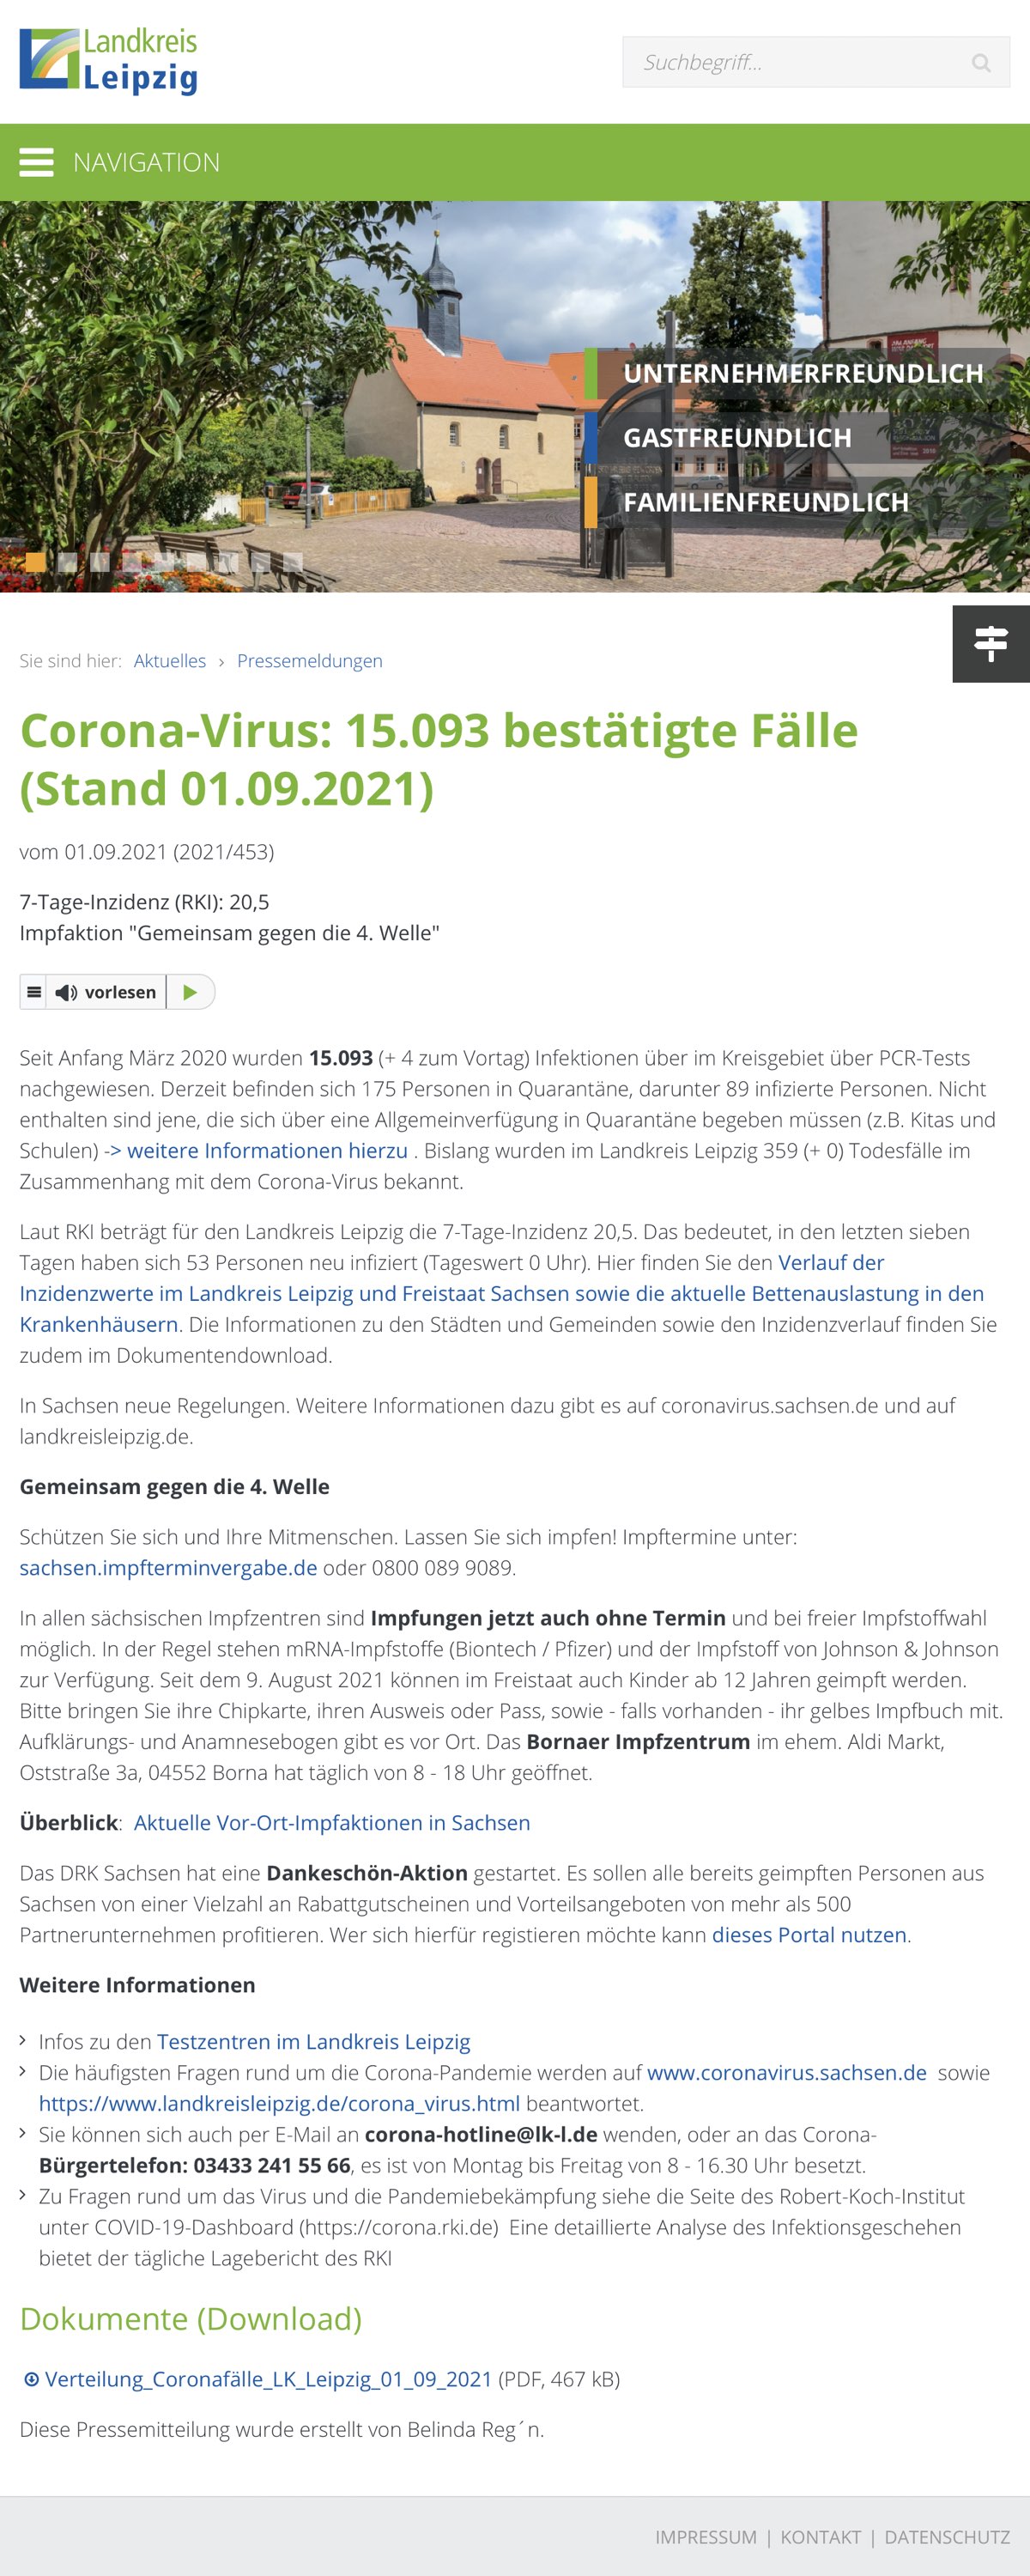 Landkreis
Leipzig
Suchbegriff...
NAVIGATION
UNTERNEHMERFREUNDLICH
GASTFREUNDLICH
FAMILIENFREUNDLICH
Sie sind hier: Aktuelles › Pressemeldungen
Corona-Virus: 15.093 bestätigte Fälle
(Stand 01.09.2021)
vom 01.09.2021 (2021/453)
7-Tage-Inzidenz (RKI): 20,5
Impfaktion "Gemeinsam gegen die 4. Welle"
vorlesen
Seit Anfang März 2020 wurden 15.093 (+ 4 zum Vortag) Infektionen über im Kreisgebiet über PCR-Tests
nachgewiesen. Derzeit befinden sich 175 Personen in Quarantäne, darunter 89 infizierte Personen. Nicht
enthalten sind jene, die sich über eine Allgemeinverfügung in Quarantäne begeben müssen (z.B. Kitas und
Schulen) -> weitere Informationen hierzu . Bislang wurden im Landkreis Leipzig 359 (+ 0) Todesfälle im
Zusammenhang mit dem Corona-Virus bekannt.
Laut RKI beträgt für den Landkreis Leipzig die 7-Tage-Inzidenz 20,5. Das bedeutet, in den letzten sieben
Tagen haben sich 53 Personen neu infiziert (Tageswert 0 Uhr). Hier finden Sie den Verlauf der
Inzidenzwerte im Landkreis Leipzig und Freistaat Sachsen sowie die aktuelle Bettenauslastung in den
Krankenhäusern. Die Informationen zu den Städten und Gemeinden sowie den Inzidenzverlauf finden Sie
zudem im Dokumentendownload.
In Sachsen neue Regelungen. Weitere Informationen dazu gibt es auf coronavirus.sachsen.de und auf
landkreisleipzig.de.
Gemeinsam gegen die 4. Welle
Schützen Sie sich und Ihre Mitmenschen. Lassen Sie sich impfen! Impftermine unter:
sachsen.impfterminvergabe.de oder 0800 089 9089.
In allen sächsischen Impfzentren sind Impfungen jetzt auch ohne Termin und bei freier Impfstoffwahl
möglich. In der Regel stehen mRNA-Impfstoffe (Biontech / Pfizer) und der Impfstoff von Johnson & Johnson
zur Verfügung. Seit dem 9. August 2021 können im Freistaat auch Kinder ab 12 Jahren geimpft werden.
Bitte bringen Sie ihre Chipkarte, ihren Ausweis oder Pass, sowie - falls vorhanden - ihr gelbes Impfbuch mit.
Aufklärungs- und Anamnesebogen gibt es vor Ort. Das Bornaer Impfzentrum im ehem. Aldi Markt,
Oststraße 3a, 04552 Borna hat täglich von 8 - 18 Uhr geöffnet.
Überblick: Aktuelle Vor-Ort-Impfaktionen in Sachsen
Das DRK Sachsen hat eine Dankeschön-Aktion gestartet. Es sollen alle bereits geimpften Personen aus
Sachsen von einer Vielzahl an Rabattgutscheinen und Vorteilsangeboten von mehr als 500
Partnerunternehmen profitieren. Wer sich hierfür registieren möchte kann dieses Portal nutzen.
Weitere Informationen
› Infos zu den Testzentren im Landkreis Leipzig
› Die häufigsten Fragen rund um die Corona-Pandemie werden auf www.coronavirus.sachsen.de sowie
https://www.landkreisleipzig.de/corona_virus.html beantwortet.
› Sie können sich auch per E-Mail an corona-hotline@lk-l.de wenden, oder an das Corona-
Bürgertelefon: 03433 241 55 66, es ist von Montag bis Freitag von 8 - 16.30 Uhr besetzt.
› Zu Fragen rund um das Virus und die Pandemiebekämpfung siehe die Seite des Robert-Koch-Institut
unter COVID-19-Dashboard (https://corona.rki.de) Eine detaillierte Analyse des Infektionsgeschehen
bietet der tägliche Lagebericht des RKI
Dokumente (Download)
Verteilung_Coronafälle_LK_Leipzig_01_09_2021 (PDF, 467 kB)
Diese Pressemitteilung wurde erstellt von Belinda Reg´n.
IMPRESSUM | KONTAKT | DATENSCHUTZ